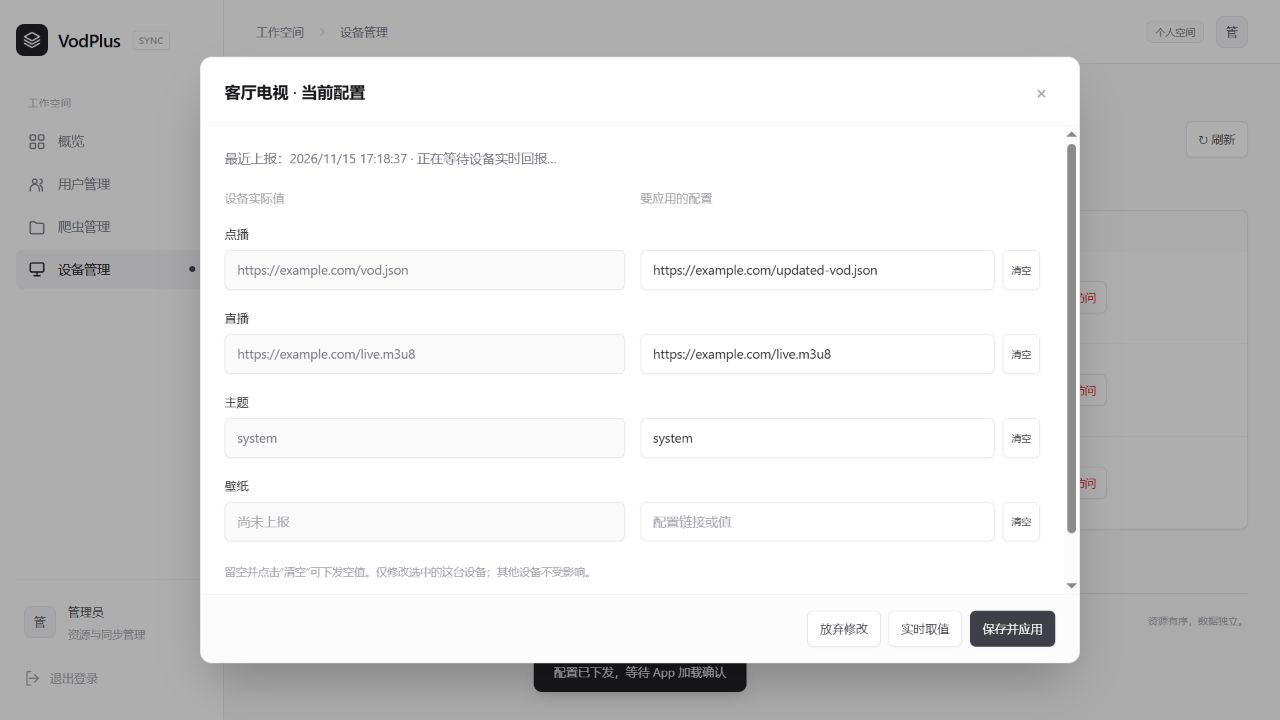 VodPlus SYNC
工作空间 > 设备管理
个人空间 管
工作空间
概览
用户管理
爬虫管理
设备管理
管
管理员
资源与同步管理
退出登录
刷新
访问
访问
访问
资源有序，数据独立。
客厅电视 · 当前配置
×
最近上报：2026/11/15 17:18:37 · 正在等待设备实时回报...
设备实际值 要应用的配置
点播
https://example.com/vod.json https://example.com/updated-vod.json 清空
直播
https://example.com/live.m3u8 https://example.com/live.m3u8 清空
主题
system system 清空
壁纸
尚未上报 配置链接或值 清空
留空并点击“清空”可下发空值。仅修改选中的这台设备；其他设备不受影响。
放弃修改 实时取值 保存并应用
配置已下发，等待 App 加载确认